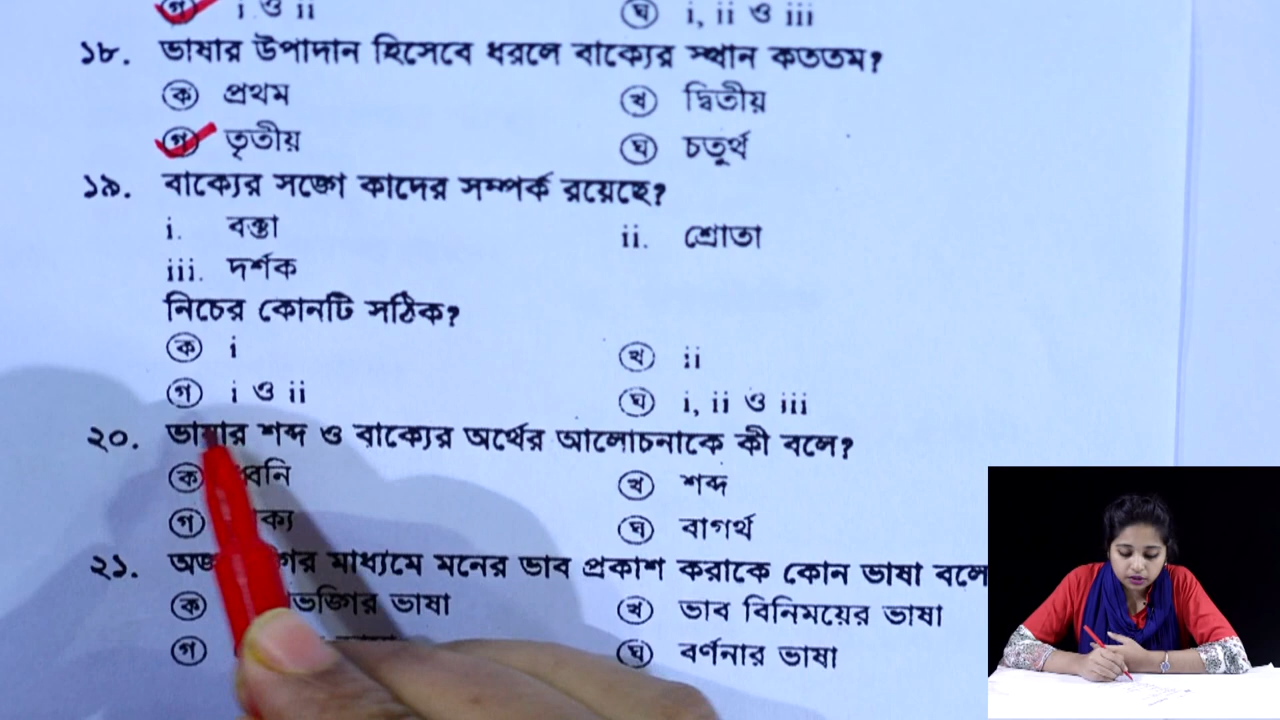 গ i ও ii ঘ i, ii ও iii
১৮. ভাষার উপাদান হিসেবে ধরলে বাক্যের স্থান কততম?
ক প্রথম খ দ্বিতীয়
গ তৃতীয় ঘ চতুর্থ
১৯. বাক্যের সঙ্গে কাদের সম্পর্ক রয়েছে?
i. বক্তা ii. শ্রোতা
iii. দর্শক
নিচের কোনটি সঠিক?
ক i খ ii
গ i ও ii ঘ i, ii ও iii
২০. ভাষার শব্দ ও বাক্যের অর্থের আলোচনাকে কী বলে?
ক ধ্বনি খ শব্দ
গ বাক্য ঘ বাগর্থ
২১. মাধ্যমে মনের ভাব প্রকাশ করাকে কোন ভাষা বলে
ক ভাষা খ ভাব বিনিময়ের ভাষা
গ ঘ বর্ণনার ভাষা